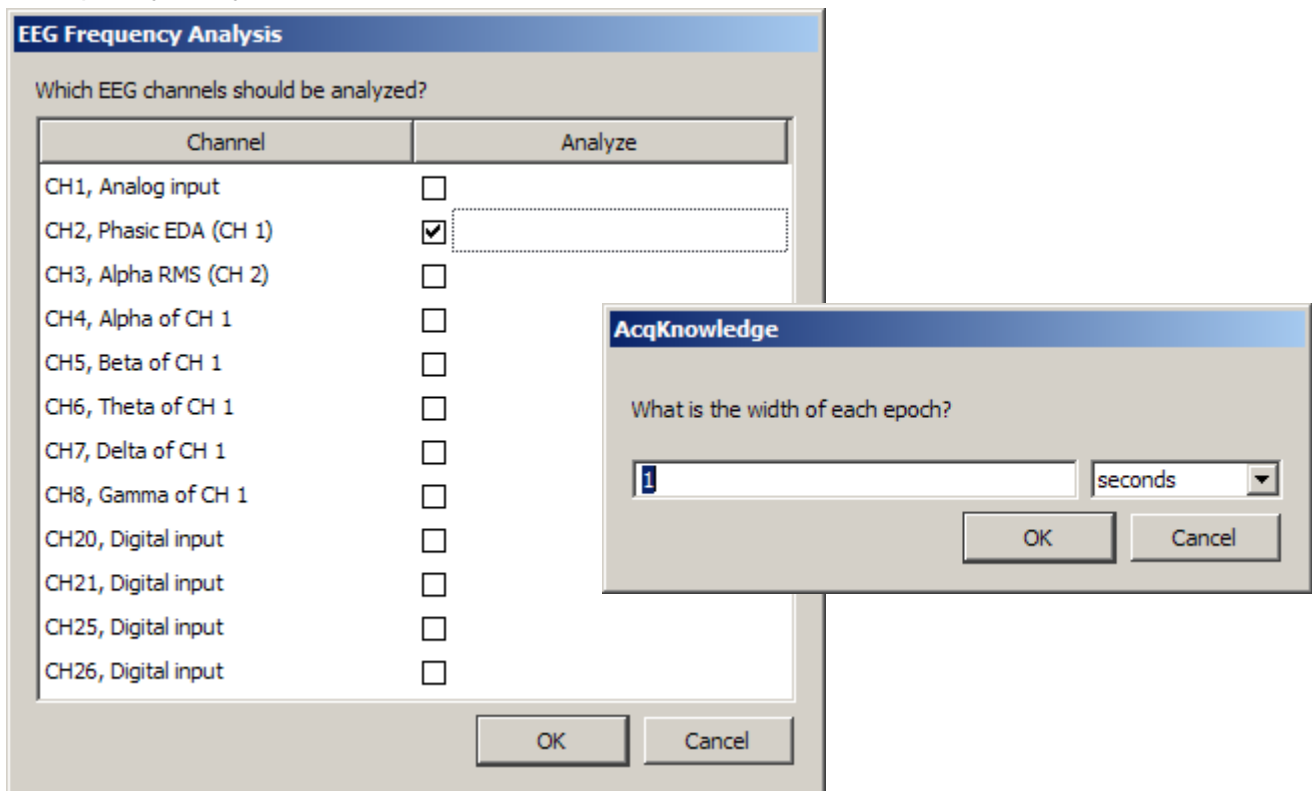 EEG Frequency Analysis
Which EEG channels should be analyzed?
Channel Analyze
CH1, Analog input
CH2, Phasic EDA (CH 1)
CH3, Alpha RMS (CH 2)
CH4, Alpha of CH 1
CH5, Beta of CH 1
CH6, Theta of CH 1
CH7, Delta of CH 1
CH8, Gamma of CH 1
CH20, Digital input
CH21, Digital input
CH25, Digital input
CH26, Digital input
OK Cancel
AcqKnowledge
What is the width of each epoch?
1 seconds
OK Cancel